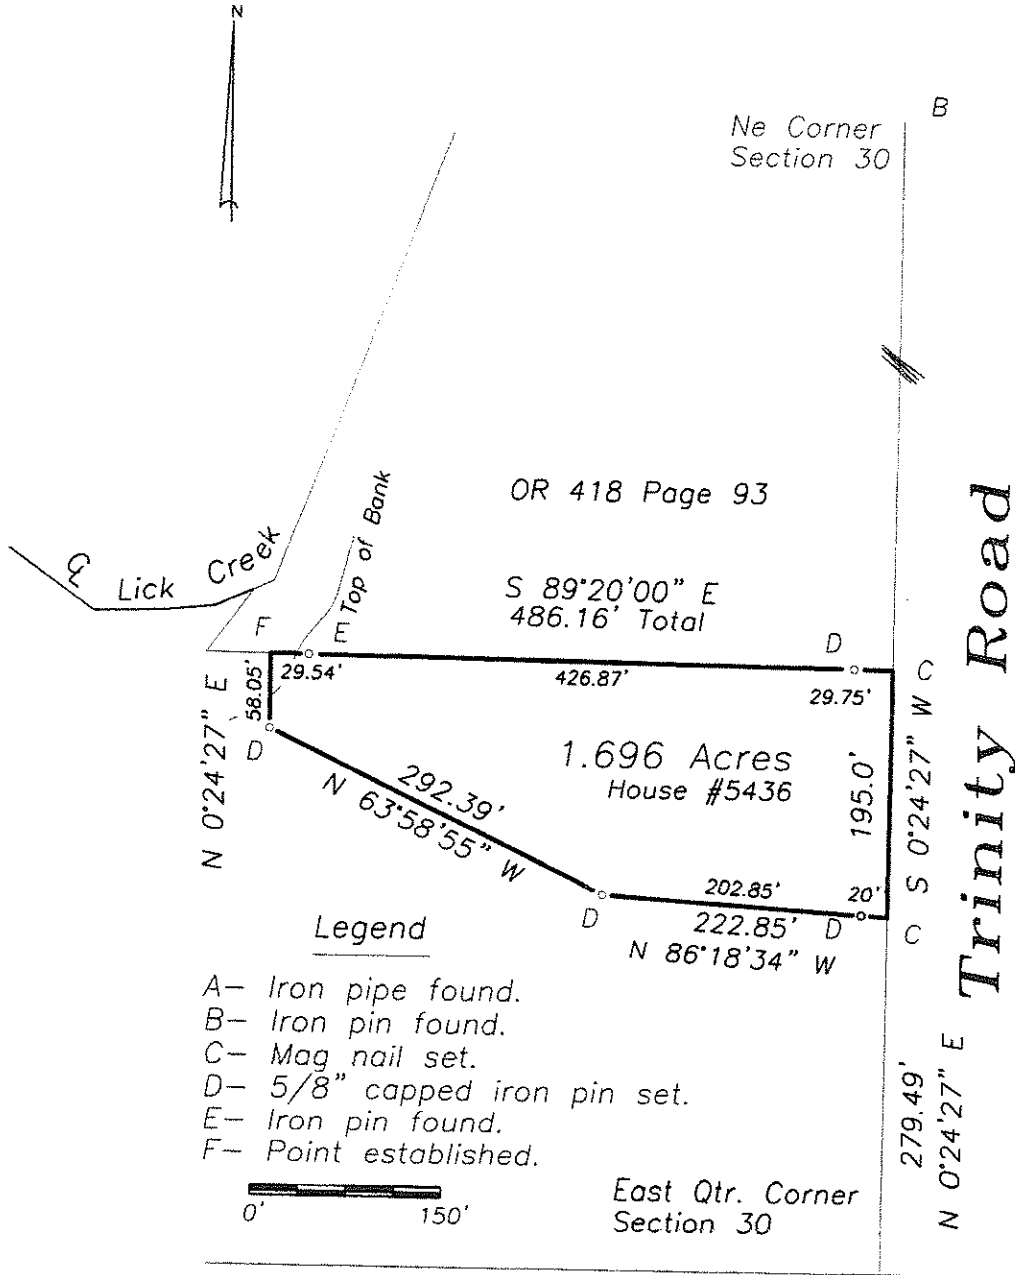 N
B
Ne Corner
Section 30
OR 418 Page 93
Top of Bank
℄ Lick Creek
S 89°20'00" E
486.16' Total
F
E
D
C
29.54'
426.87'
29.75'
58.05'
N 0°24'27" E
D
1.696 Acres
House #5436
195.0'
S 0°24'27" W
Trinity Road
292.39'
N 63°58'55" W
202.85'
20'
D
222.85'
D
C
N 86°18'34" W
Legend
A– Iron pipe found.
B– Iron pin found.
C– Mag nail set.
D– 5/8" capped iron pin set.
E– Iron pin found.
F– Point established.
0' 150'
279.49'
N 0°24'27" E
East Qtr. Corner
Section 30